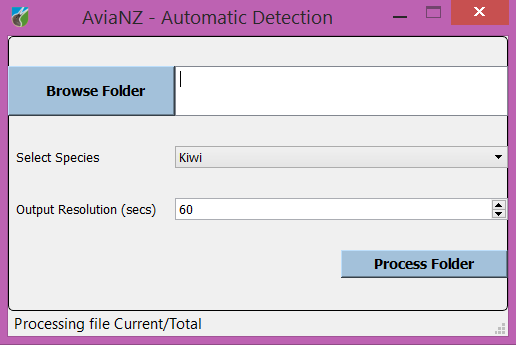 AviaNZ - Automatic Detection
Browse Folder
Select Species Kiwi
Output Resolution (secs) 60
Process Folder
Processing file Current/Total